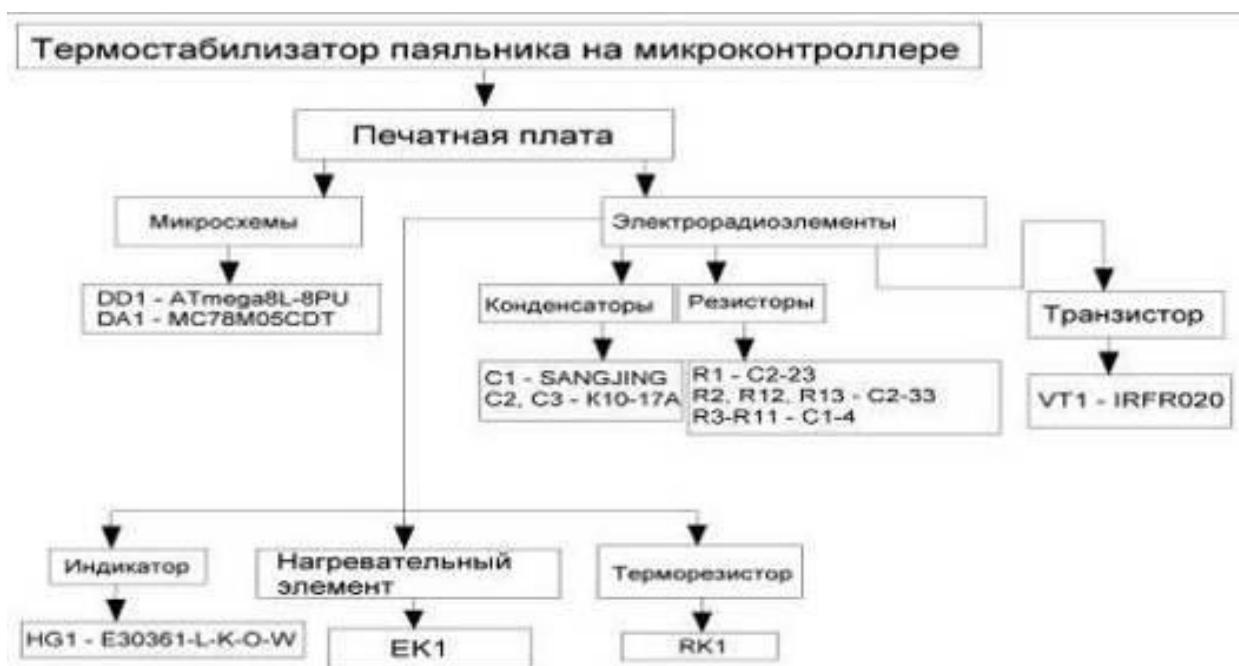 Термостабилизатор паяльника на микроконтроллере
Печатная плата
Микросхемы
Электрорадиоэлементы
DD1 - ATmega8L-8PU
DA1 - MC78M05CDT
Конденсаторы
Резисторы
Транзистор
C1 - SANGJING
C2, C3 - К10-17А
R1 - C2-23
R2, R12, R13 - C2-33
R3-R11 - C1-4
VT1 - IRFR020
Индикатор
Нагревательный
элемент
Терморезистор
HG1 - E30361-L-K-O-W
EK1
RK1